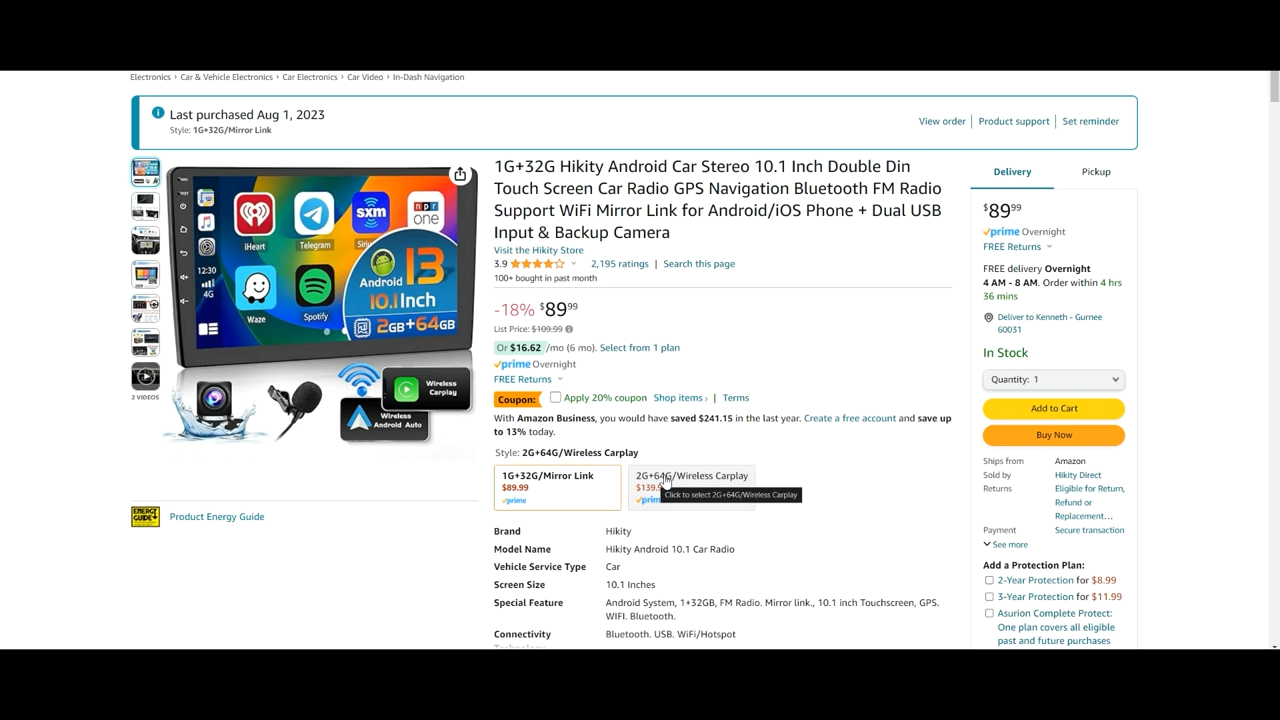 Electronics › Car & Vehicle Electronics › Car Electronics › Car Video › In-Dash Navigation
Last purchased Aug 1, 2023
Style: 1G+32G/Mirror Link
View order | Product support | Set reminder
1G+32G Hikity Android Car Stereo 10.1 Inch Double Din
Touch Screen Car Radio GPS Navigation Bluetooth FM Radio
Support WiFi Mirror Link for Android/iOS Phone + Dual USB
Input & Backup Camera
Visit the Hikity Store
3.9 2,195 ratings | Search this page
100+ bought in past month
-18% $89.99
List Price: $109.99
Or $16.62 /mo (6 mo). Select from 1 plan
prime Overnight
FREE Returns
Coupon: Apply 20% coupon Shop items › | Terms
With Amazon Business, you would have saved $241.15 in the last year. Create a free account and save up
to 13% today.
Style: 2G+64G/Wireless Carplay
1G+32G/Mirror Link
$89.99
prime
2G+64G/Wireless Carplay
Click to select 2G+64G/Wireless Carplay
Brand Hikity
Model Name Hikity Android 10.1 Car Radio
Vehicle Service Type Car
Screen Size 10.1 Inches
Special Feature Android System, 1+32GB, FM Radio. Mirror link., 10.1 inch Touchscreen, GPS.
WIFI. Bluetooth.
Connectivity Bluetooth. USB. WiFi/Hotspot
iHeart
Telegram
sxm
npr
one
12:30
4G
Waze
Spotify
Android 13
10.1Inch
2GB+64GB
Wireless
Carplay
Wireless
Android Auto
2 VIDEOS
ENERGY
GUIDE
Product Energy Guide
Delivery
Pickup
$89.99
prime Overnight
FREE Returns
FREE delivery Overnight
4 AM - 8 AM. Order within 4 hrs
36 mins
Deliver to Kenneth - Gurnee
60031
In Stock
Quantity: 1
Add to Cart
Buy Now
Ships from Amazon
Sold by Hikity Direct
Returns Eligible for Return,
Refund or
Replacement…
Payment Secure transaction
See more
Add a Protection Plan:
2-Year Protection for $8.99
3-Year Protection for $11.99
Asurion Complete Protect:
One plan covers all eligible
past and future purchases